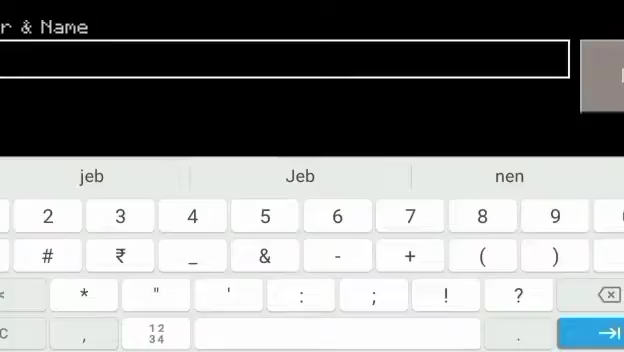 r & Name
jeb Jeb nen
2 3 4 5 6 7 8 9
# ₹ _ & - + ( )
* " ' : ; ! ?
C , 12 34 .